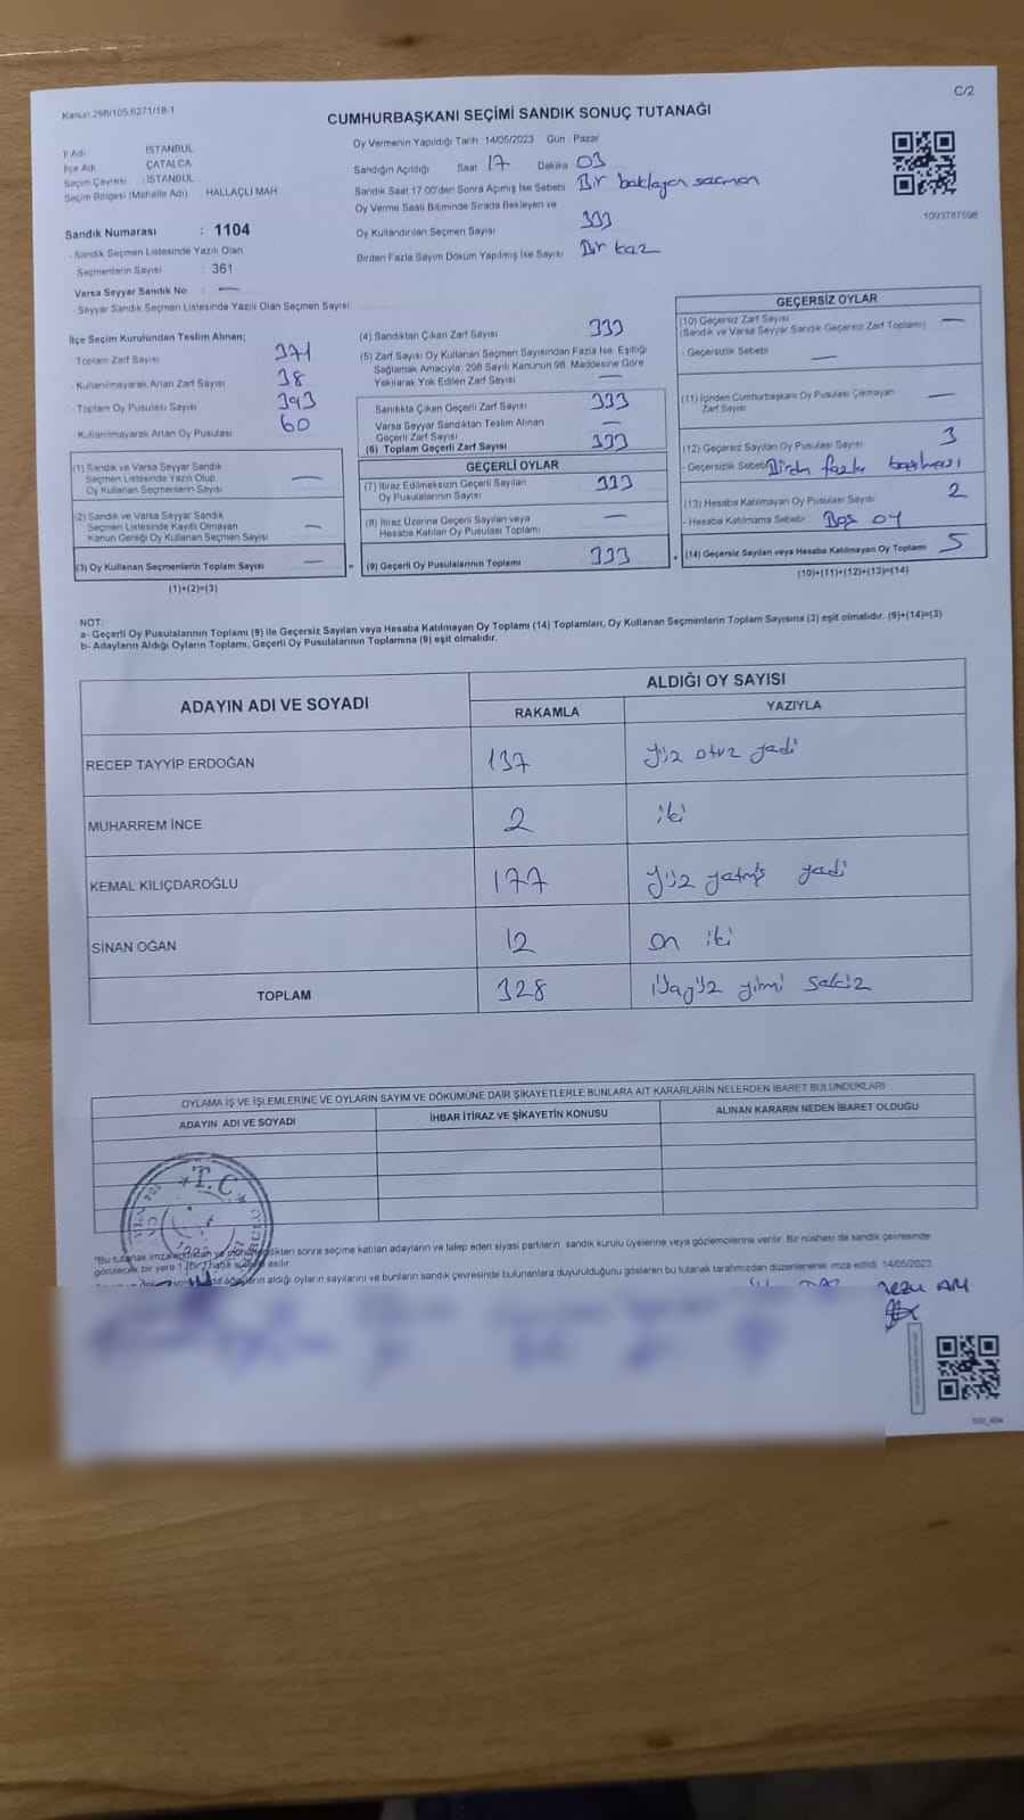 Kanun:298/105,6271/18-1
C/2
CUMHURBAŞKANI SEÇİMİ SANDIK SONUÇ TUTANAĞI
İl Adı : İSTANBUL
İlçe Adı : ÇATALCA
Seçim Çevresi : İSTANBUL
Seçim Bölgesi (Mahalle Adı) HALLAÇLI MAH
Sandık Numarası : 1104
- Sandık Seçmen Listesinde Yazılı Olan
Seçmenlerin Sayısı : 361
Varsa Seyyar Sandık No : —
- Seyyar Sandık Seçmen Listesinde Yazılı Olan Seçmen Sayısı:
Oy Vermenin Yapıldığı Tarih :14/05/2023 Gün : Pazar
Sandığın Açıldığı Saat 17 Dakika 03
Sandık Saat 17.00'den Sonra Açılmış İse Sebebi Bir bekleyen seçmen
Oy Verme Saati Bitiminde Sırada Bekleyen ve
Oy Kullandırılan Seçmen Sayısı 333
Birden Fazla Sayım Döküm Yapılmış İse Sayısı Bir kez
1093787598
İlçe Seçim Kurulundan Teslim Alınan;
Toplam Zarf Sayısı 371
- Kullanılmayarak Artan Zarf Sayısı 38
- Toplam Oy Pusulası Sayısı 393
- Kullanılmayarak Artan Oy Pusulası 60
(1) Sandık ve Varsa Seyyar Sandık
Seçmen Listesinde Yazılı Olup
Oy Kullanan Seçmenlerin Sayısı —
(2) Sandık ve Varsa Seyyar Sandık
Seçmen Listesinde Kayıtlı Olmayan
Kanun Gereği Oy Kullanan Seçmen Sayısı —
(3) Oy Kullanan Seçmenlerin Toplam Sayısı —
(1)+(2)=(3)
(4) Sandıktan Çıkan Zarf Sayısı 333
(5) Zarf Sayısı Oy Kullanan Seçmen Sayısından Fazla İse, Eşitliği
Sağlamak Amacıyla, 298 Sayılı Kanunun 98. Maddesine Göre
Yakılarak Yok Edilen Zarf Sayısı —
Sandıkta Çıkan Geçerli Zarf Sayısı 333
Varsa Seyyar Sandıktan Teslim Alınan
Geçerli Zarf Sayısı —
(6) Toplam Geçerli Zarf Sayısı 333
GEÇERLİ OYLAR
(7) İtiraz Edilmeksizin Geçerli Sayılan
Oy Pusulalarının Sayısı 333
(8) İtiraz Üzerine Geçerli Sayılan veya
Hesaba Katılan Oy Pusulası Toplamı —
(9) Geçerli Oy Pusulalarının Toplamı 333
GEÇERSİZ OYLAR
(10) Geçersiz Zarf Sayısı —
(Sandık ve Varsa Seyyar Sandık Geçersiz Zarf Toplamı)
- Geçersizlik Sebebi —
(11) İçinden Cumhurbaşkanı Oy Pusulası Çıkmayan
Zarf Sayısı —
(12) Geçersiz Sayılan Oy Pusulası Sayısı 3
- Geçersizlik Sebebi Birden fazla basılması
(13) Hesaba Katılmayan Oy Pusulası Sayısı 2
- Hesaba Katılmama Sebebi Boş oy
(14) Geçersiz Sayılan veya Hesaba Katılmayan Oy Toplamı 5
(10)+(11)+(12)+(13)=(14)
NOT:
a- Geçerli Oy Pusulalarının Toplamı (9) ile Geçersiz Sayılan veya Hesaba Katılmayan Oy Toplamı (14) Toplamları, Oy Kullanan Seçmenlerin Toplam Sayısına (3) eşit olmalıdır. (9)+(14)=(3)
b- Adayların Aldığı Oyların Toplamı, Geçerli Oy Pusulalarının Toplamına (9) eşit olmalıdır.
ADAYIN ADI VE SOYADI
ALDIĞI OY SAYISI
RAKAMLA YAZIYLA
RECEP TAYYİP ERDOĞAN 137 Yüz otuz yedi
MUHARREM İNCE 2 iki
KEMAL KILIÇDAROĞLU 177 Yüz yetmiş yedi
SİNAN OĞAN 12 on iki
TOPLAM 328 Üçyüz yirmi sekiz
OYLAMA İŞ VE İŞLEMLERİNE VE OYLARIN SAYIM VE DÖKÜMÜNE DAİR ŞİKAYETLERLE BUNLARA AİT KARARLARIN NELERDEN İBARET BULUNDUKLARI
ADAYIN ADI VE SOYADI İHBAR İTİRAZ VE ŞİKAYETİN KONUSU ALINAN KARARIN NEDEN İBARET OLDUĞU
T.C.
sonra seçime katılan adayların ve talep eden siyasi partilerin sandık kurulu üyelerine veya gözlemcilerine verilir. Bir nüshası da sandık çevresinde
görülecek bir yere 1 (Bir) hafta asılır.
aldığı oyların sayılarını ve bunların sandık çevresinde bulunanlara duyurulduğunu gösteren bu tutanak tarafımızdan düzenlenerek imza edildi. 14/05/2023